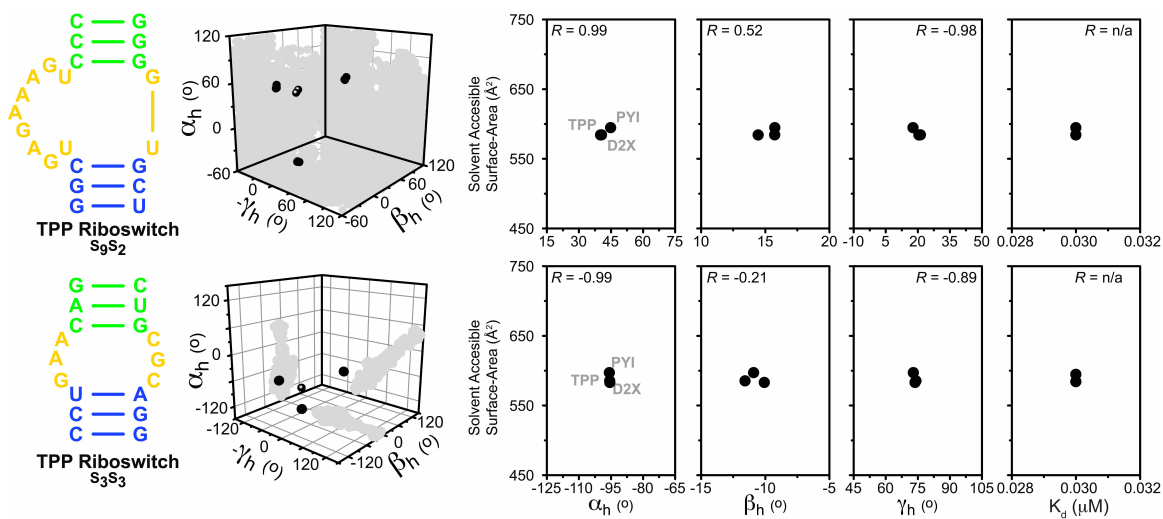 C G
C G
C G
G U G
A
A
A
A
G
A
G U U
C G
G C
G U
TPP Riboswitch
S9S2
120
60
0
-60
αh (o)
0
60
120
-γh (o)
-60
0
60
-120
βh (o)
Solvent Accesible
Surface-Area (Å2)
750
650
550
450
R = 0.99
TPP PYI
D2X
15 45 75
R = 0.52
10 15 20
R = -0.98
-10 5 20 35 50
R = n/a
0.028 0.030 0.032
G C
A U
C G
A C
A G
G C
U A
C G
C G
TPP Riboswitch
S3S3
120
0
-120
αh (o)
-120
0
120
-γh (o)
-120
0
120
βh (o)
Solvent Accesible
Surface-Area (Å2)
750
650
550
450
R = -0.99
PYI
TPP
D2X
-125 -110 -95 -80 -65
αh (o)
R = -0.21
-15 -10 -5
βh (o)
R = -0.89
45 60 75 90 105
γh (o)
R = n/a
0.028 0.030 0.032
Kd (μM)